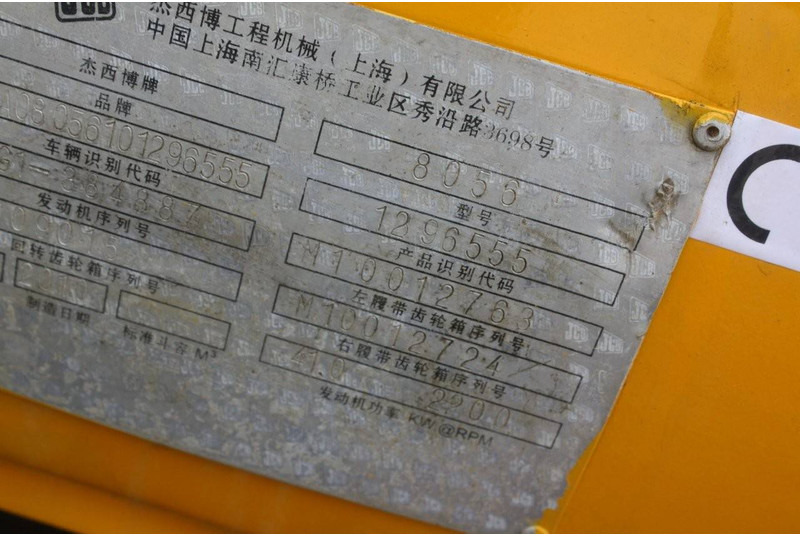 杰西博工程机械（上海）有限公司
中国上海南汇康桥工业区秀沿路3698号
杰西博牌
品牌
8056
型号
056101296555
车辆识别代码
1296555
产品识别代码
发动机序列号
M10012763
左履带齿轮箱序列号
回转齿轮箱序列号
M10012724
右履带齿轮箱序列号
制造日期
标准斗容 M³
41.0 2200
发动机功率 KW @RPM